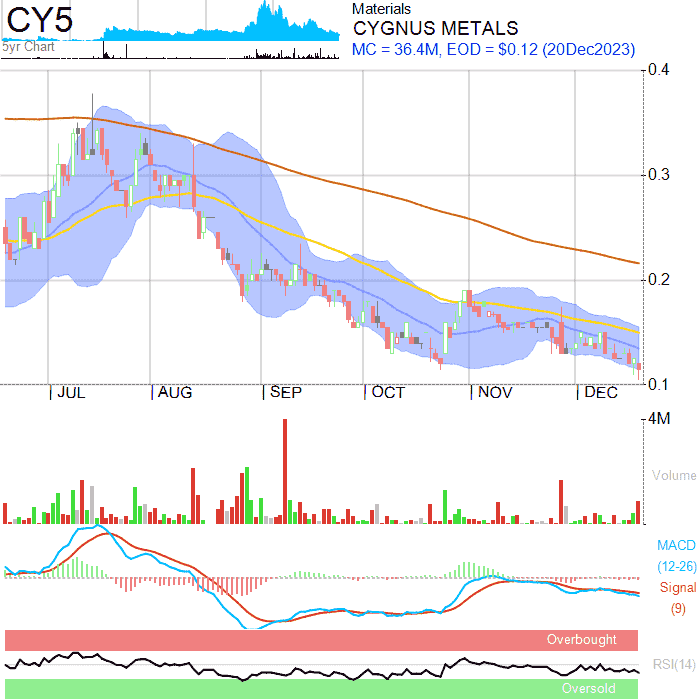 CY5
5yr Chart
Materials
CYGNUS METALS
MC = 36.4M, EOD = $0.12 (20Dec2023)
0.4
0.3
0.2
0.1
JUL
AUG
SEP
OCT
NOV
DEC
4M
Volume
MACD
(12-26)
Signal
(9)
Overbought
RSI(14)
Oversold